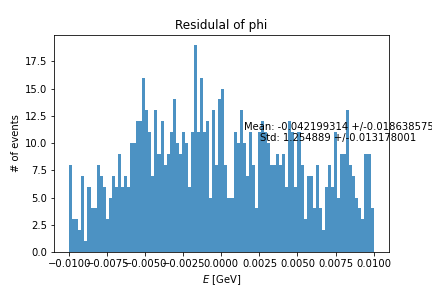 Residulal of phi
# of events
17.5
15.0
12.5
10.0
7.5
5.0
2.5
0.0
Mean: -0.042199314 +/-0.018638575
Std: 1.254889 +/-0.013178001
−0.0100 −0.0075 −0.0050 −0.0025 0.0000 0.0025 0.0050 0.0075 0.0100
E [GeV]